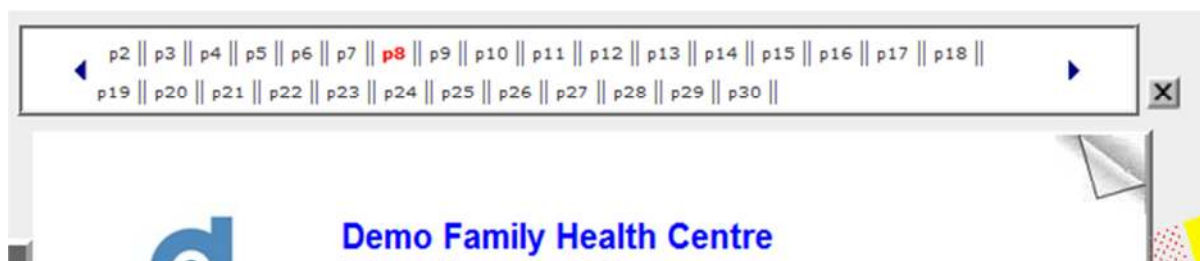 p2 || p3 || p4 || p5 || p6 || p7 || p8 || p9 || p10 || p11 || p12 || p13 || p14 || p15 || p16 || p17 || p18 ||
p19 || p20 || p21 || p22 || p23 || p24 || p25 || p26 || p27 || p28 || p29 || p30 ||
Demo Family Health Centre